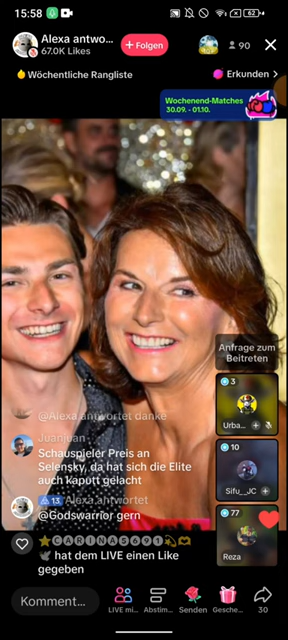 15:58
62
Alexa antwo...
67.0K Likes
+ Folgen
90
Wöchentliche Rangliste
Erkunden >
Wochenend-Matches
30.09. - 01.10.
Anfrage zum
Beitreten
3
Urba...
10
Sifu_JC
77
Reza
@Alexa antwortet danke
Juanjuan
Schauspieler Preis an
Selensky, da hat sich die Elite
auch kaputt gelacht
13 Alexa antwortet
@Godswarrior gern
hat dem LIVE einen Like
gegeben
Komment...
LIVE mi...
Abstim...
Senden
Gesche...
30